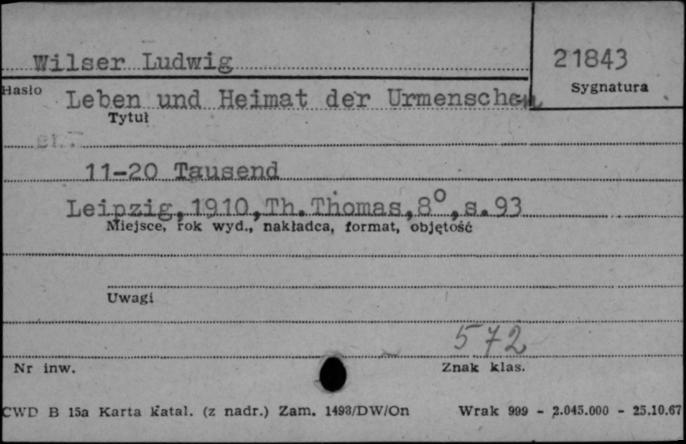 Wilser Ludwig
21843
Hasło
Sygnatura
Leben und Heimat der Urmenschen
Tytuł
11-20 Tausend
Leipzig,1910,Th.Thomas,8°,s.93
Miejsce, rok wyd., nakładca, format, objętość
Uwagi
572
Nr inw.
Znak klas.
CWD B 15a Karta katal. (z nadr.) Zam. 1493/DW/On Wrak 999 - 2.045.000 - 25.10.67